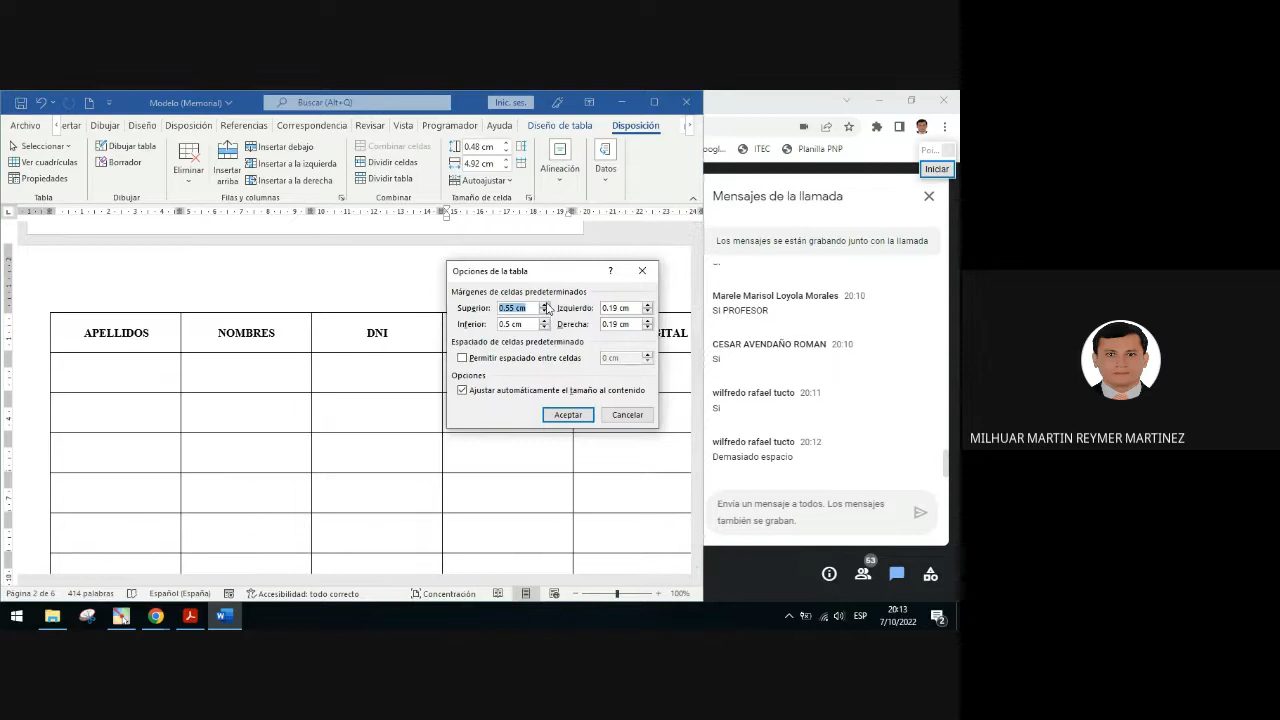 Modelo (Memorial)
Buscar (Alt+Q)
Inic. ses.
Archivo ertar Dibujar Diseño Disposición Referencias Correspondencia Revisar Vista Programador Ayuda Diseño de tabla Disposición
Seleccionar
Ver cuadrículas
Propiedades
Tabla
Dibujar tabla
Borrador
Dibujar
Eliminar
Insertar arriba
Insertar debajo
Insertar a la izquierda
Insertar a la derecha
Filas y columnas
Combinar celdas
Dividir celdas
Dividir tabla
Combinar
0.48 cm
4.92 cm
Autoajustar
Tamaño de celda
Alineación
Datos
Opciones de la tabla
Márgenes de celdas predeterminados
Superior: 0.55 cm Izquierdo: 0.19 cm
Inferior: 0.5 cm Derecha: 0.19 cm
Espaciado de celdas predeterminado
Permitir espaciado entre celdas 0 cm
Opciones
Ajustar automáticamente el tamaño al contenido
Aceptar Cancelar
APELLIDOS NOMBRES DNI ITAL
Página 2 de 6 414 palabras Español (España) Accesibilidad: todo correcto Concentración 100%
ITEC Planilla PNP
Iniciar
Mensajes de la llamada
Los mensajes se están grabando junto con la llamada
Marele Marisol Loyola Morales 20:10
SI PROFESOR
CESAR AVENDAÑO ROMAN 20:10
Si
wilfredo rafael tucto 20:11
Si
wilfredo rafael tucto 20:12
Demasiado espacio
Envía un mensaje a todos. Los mensajes
también se graban.
53
ESP
20:13
7/10/2022
2
MILHUAR MARTIN REYMER MARTINEZ